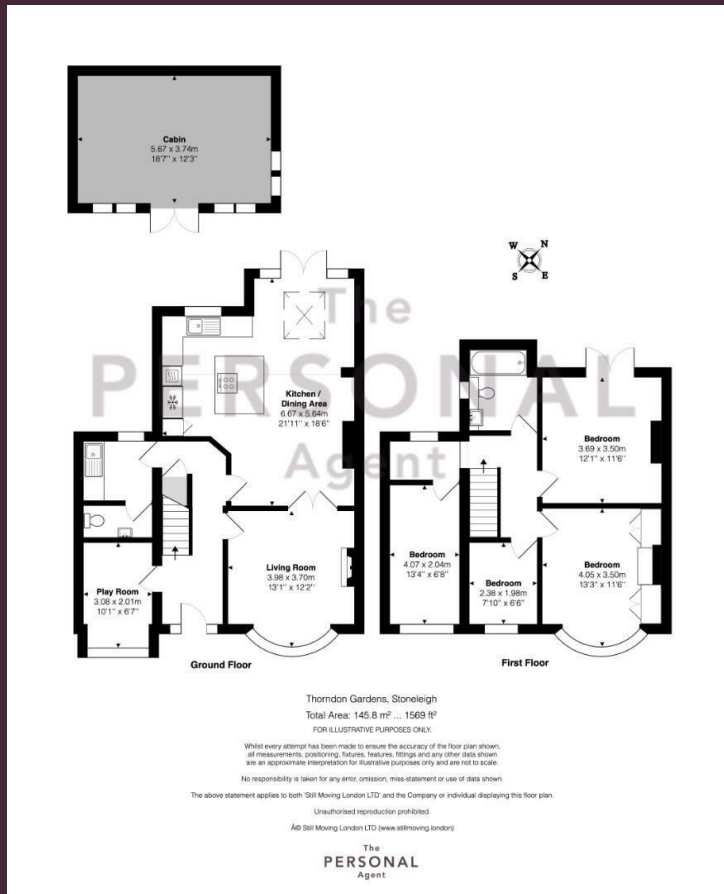 Cabin
5.67 x 3.74m
18'7" x 12'3"
W N
S E
The
PERSONAL
Agent
Kitchen /
Dining Area
6.67 x 5.64m
21'11" x 18'6"
Living Room
3.98 x 3.70m
13'1" x 12'2"
Play Room
3.08 x 2.01m
10'1" x 6'7"
Ground Floor
Bedroom
3.69 x 3.50m
12'1" x 11'6"
Bedroom
4.07 x 2.04m
13'4" x 6'8"
Bedroom
2.38 x 1.98m
7'10" x 6'6"
Bedroom
4.05 x 3.50m
13'3" x 11'6"
First Floor
Thorndon Gardens, Stoneleigh
Total Area: 145.8 m² ... 1569 ft²
FOR ILLUSTRATIVE PURPOSES ONLY.
Whilst every attempt has been made to ensure the accuracy of the floor plan shown,
all measurements, positioning, fixtures, features, fittings and any other data shown
are an approximate interpretation for illustrative purposes only and are not to scale.
No responsibility is taken for any error, omission, miss-statement or use of data shown.
The above statement applies to both 'Still Moving London LTD' and the Company or individual displaying this floor plan.
Unauthorised reproduction prohibited.
Â© Still Moving London LTD (www.stillmoving.london)
The
PERSONAL
Agent